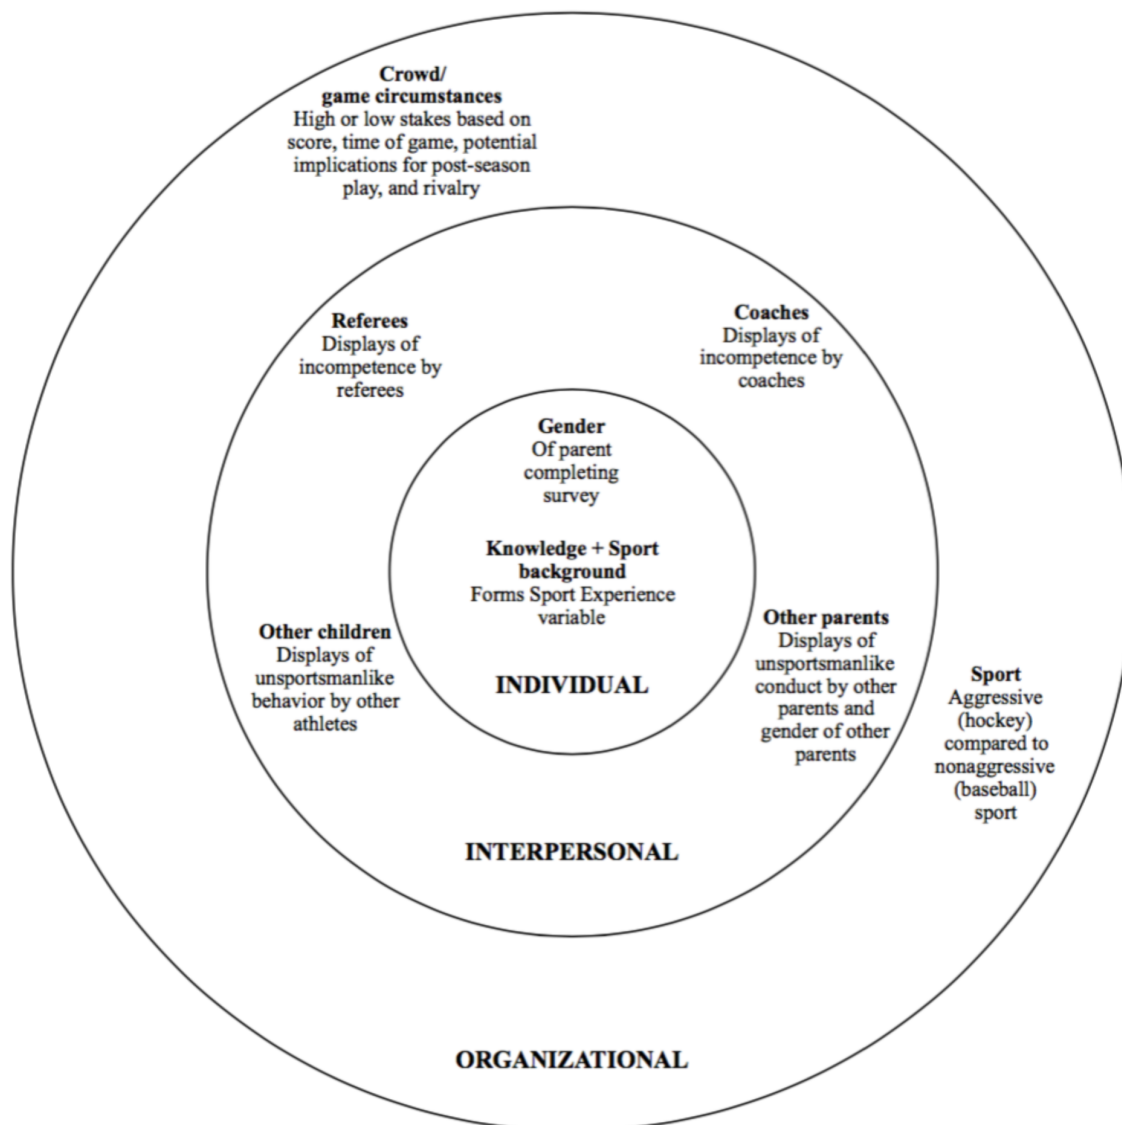 Crowd/
game circumstances
High or low stakes based on
score, time of game, potential
implications for post-season
play, and rivalry
Referees
Displays of
incompetence by
referees
Coaches
Displays of
incompetence by
coaches
Gender
Of parent
completing
survey
Knowledge + Sport
background
Forms Sport Experience
variable
INDIVIDUAL
Other children
Displays of
unsportsmanlike
behavior by other
athletes
Other parents
Displays of
unsportsmanlike
conduct by other
parents and
gender of other
parents
Sport
Aggressive
(hockey)
compared to
nonaggressive
(baseball)
sport
INTERPERSONAL
ORGANIZATIONAL